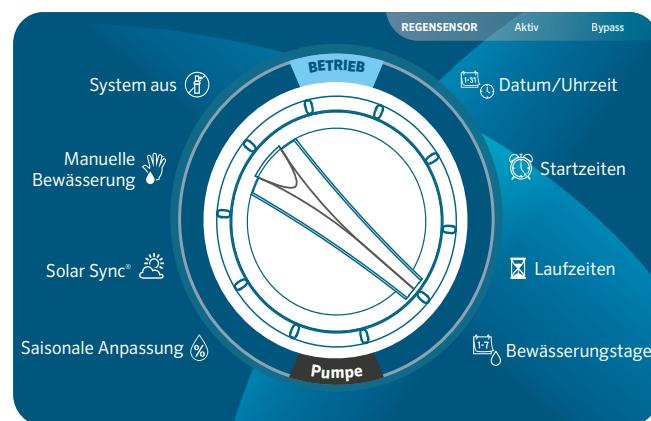 REGENSENSOR Aktiv Bypass
BETRIEB
System aus
1-31
Datum/Uhrzeit
Manuelle
Bewässerung
Startzeiten
Solar Sync®
Laufzeiten
Saisonale Anpassung
%
1-7
Bewässerungstage
Pumpe